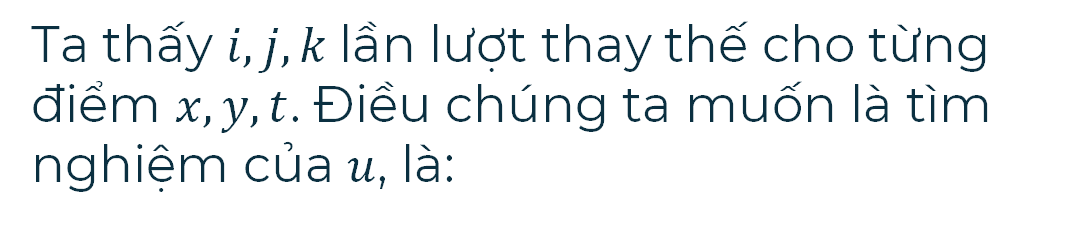 Ta thấy i, j, k lần lượt thay thế cho từng
điểm x, y, t. Điều chúng ta muốn là tìm
nghiệm của u, là: